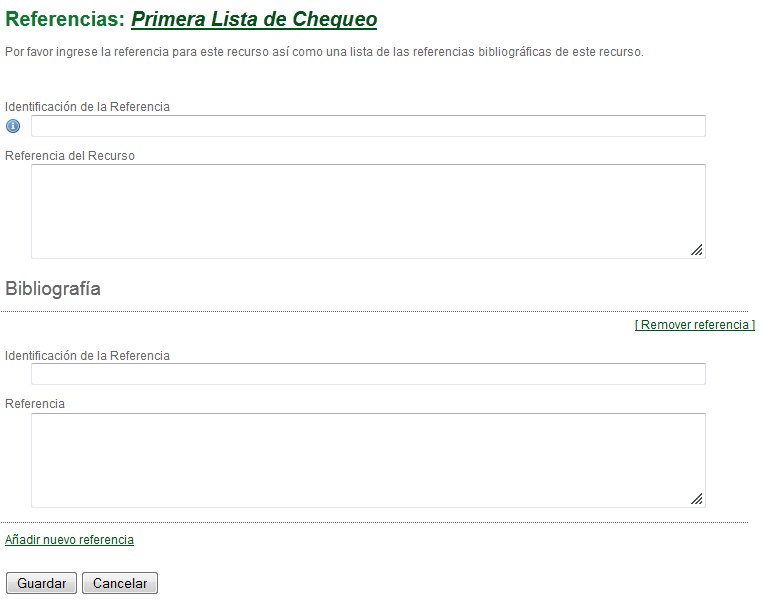 Referencias: Primera Lista de Chequeo
Por favor ingrese la referencia para este recurso así como una lista de las referencias bibliográficas de este recurso.
Identificación de la Referencia
Referencia del Recurso
Bibliografía
[ Remover referencia ]
Identificación de la Referencia
Referencia
Añadir nuevo referencia
Guardar Cancelar